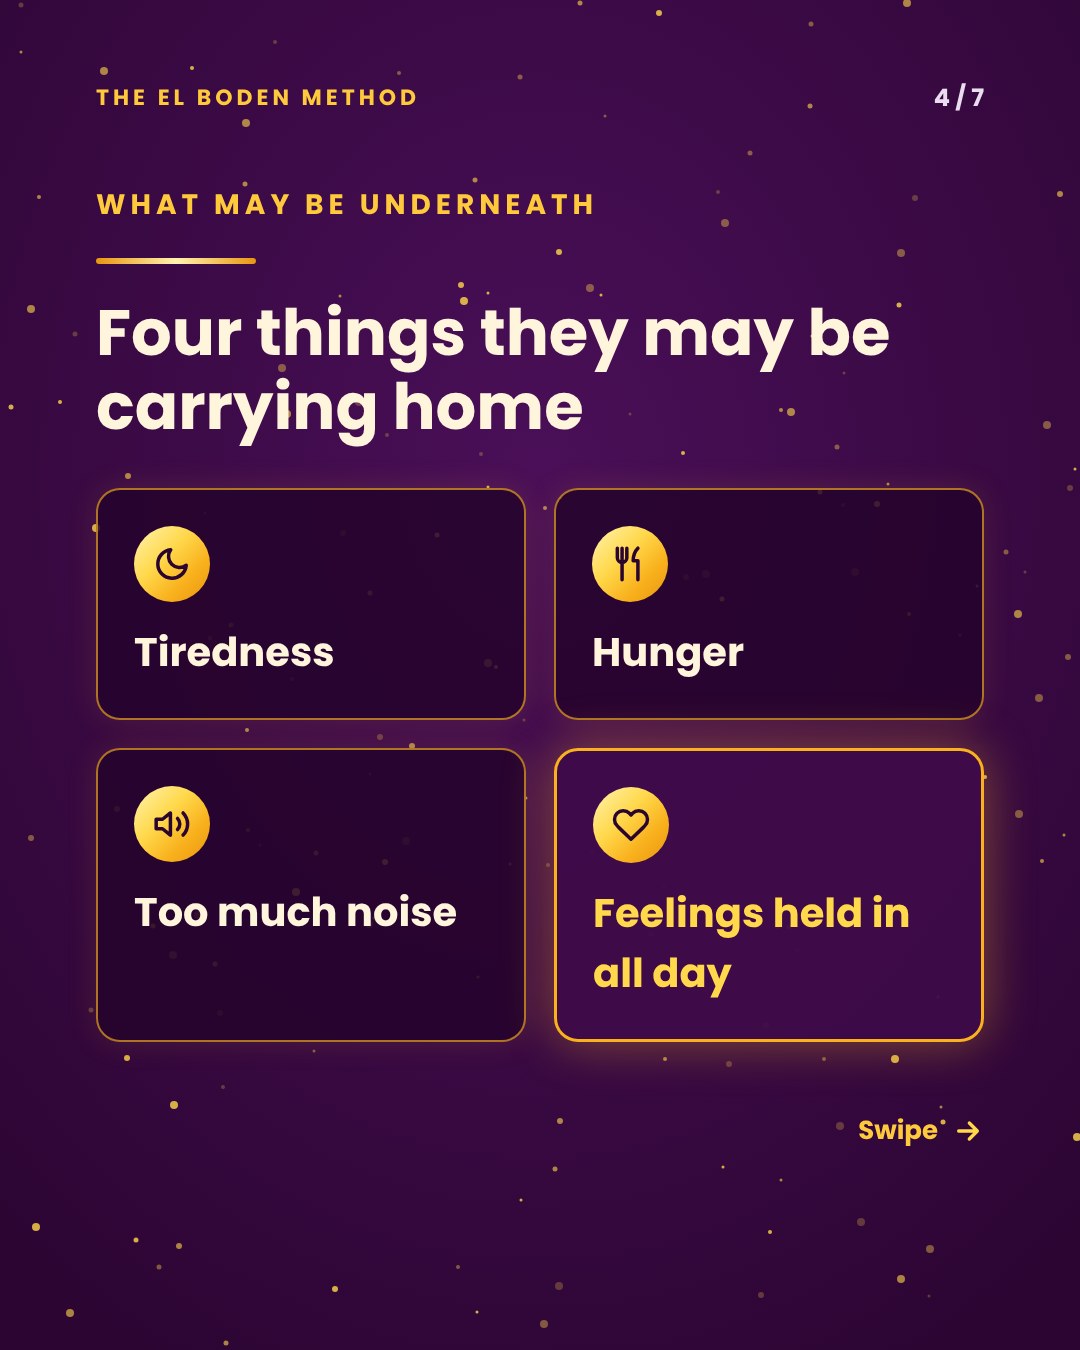 THE EL BODEN METHOD
4/7
WHAT MAY BE UNDERNEATH
Four things they may be
carrying home
Tiredness
Hunger
Too much noise
Feelings held in
all day
Swipe →